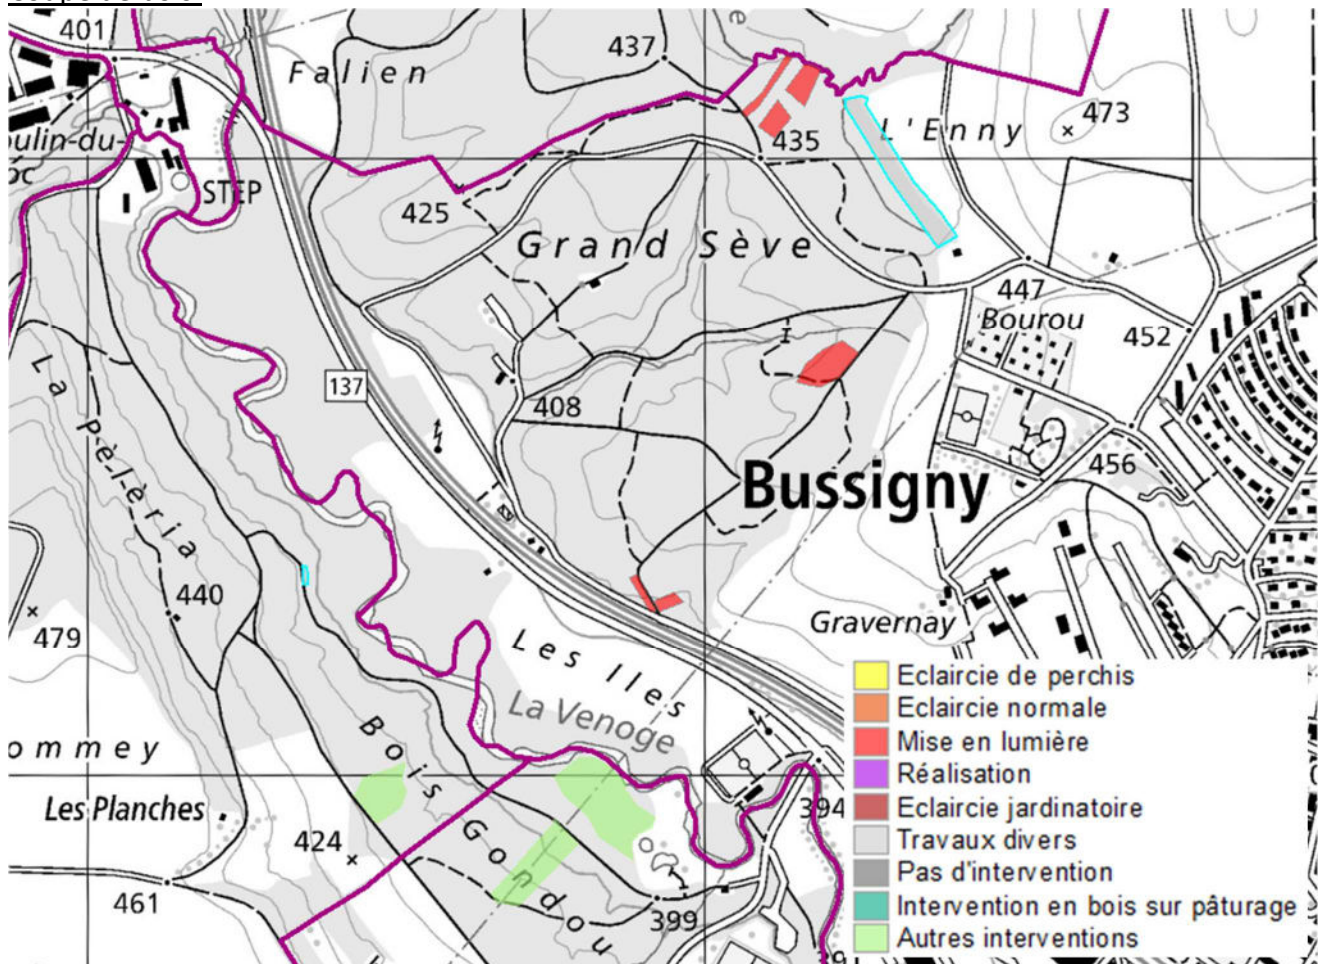 401
437
Falien
473
L'Enny
435
oulin-du-
oc
STEP
425
Grand Sève
447
Bourou
452
La Pèlèria
137
408
456
Bussigny
440
479
Gravernay
Les Iles
La Venoge
ommey
Bois Gondou
Les Planches
394
424
461
399
Eclaircie de perchis
Eclaircie normale
Mise en lumière
Réalisation
Eclaircie jardinatoire
Travaux divers
Pas d'intervention
Intervention en bois sur pâturage
Autres interventions